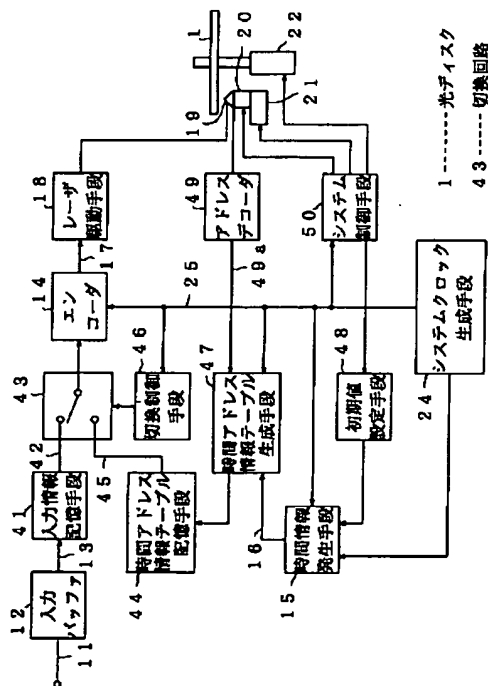 11
12
入力
バッファ
13
41
入力情報
記憶手段
42
43
45
14
エン
コーダ
17
18
レーザ
駆動手段
19
1
20
21
22
46
切換制御
手段
25
44
時間アドレス
情報テーブル
記憶手段
47
時間アドレス
情報テーブル
生成手段
49a
49
アドレス
デコーダ
16
15
時間情報
発生手段
48
初期値
設定手段
50
システム
制御手段
24
システムクロック
生成手段
1 ------- 光ディスク
43 ----- 切換回路